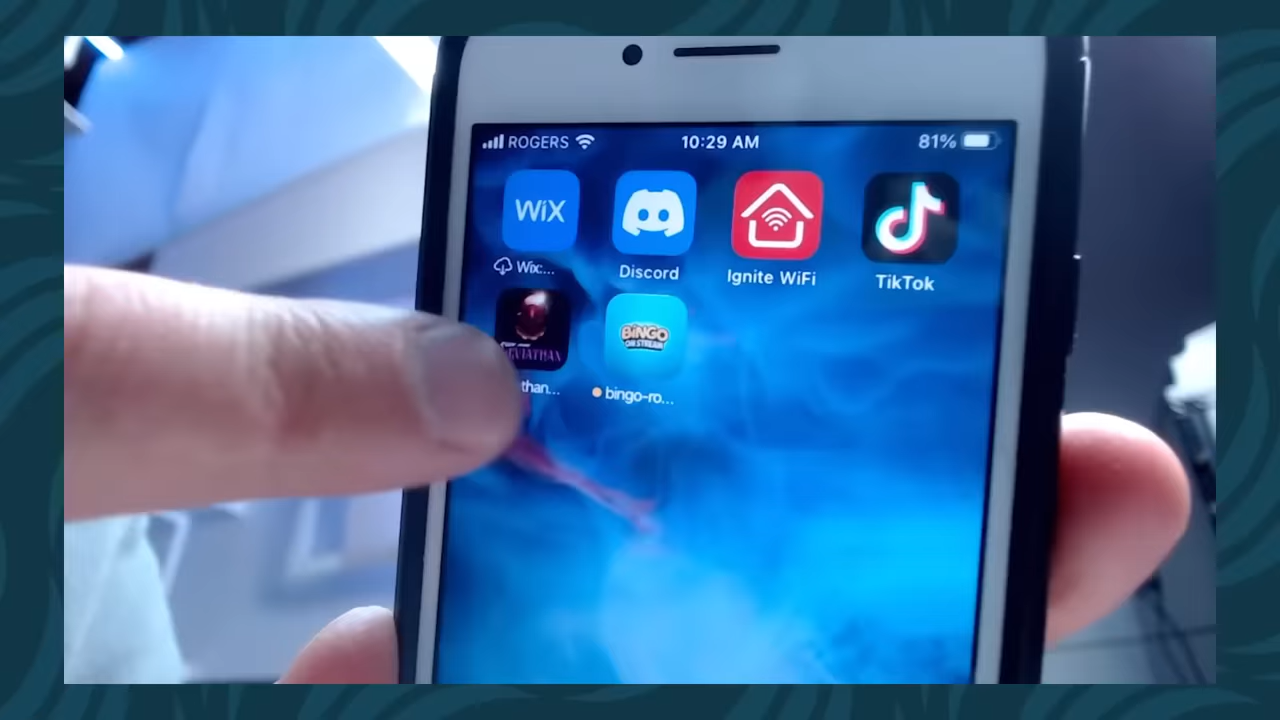 ROGERS 10:29 AM 81%
WiX
Wix:... Discord Ignite WiFi TikTok
BiNGO
ON STREAM
than... bingo-ro...